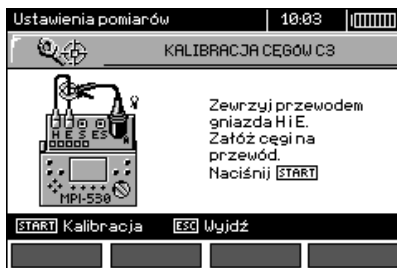 Ustawienia pomiarów 10:03
KALIBRACJA CĘGÓW C3
Zewrzyj przewodem
gniazda H i E.
Załóż cęgi na
przewód.
Naciśnij START
H E S ES
MPI-530
START Kalibracja ESC Wyjdź